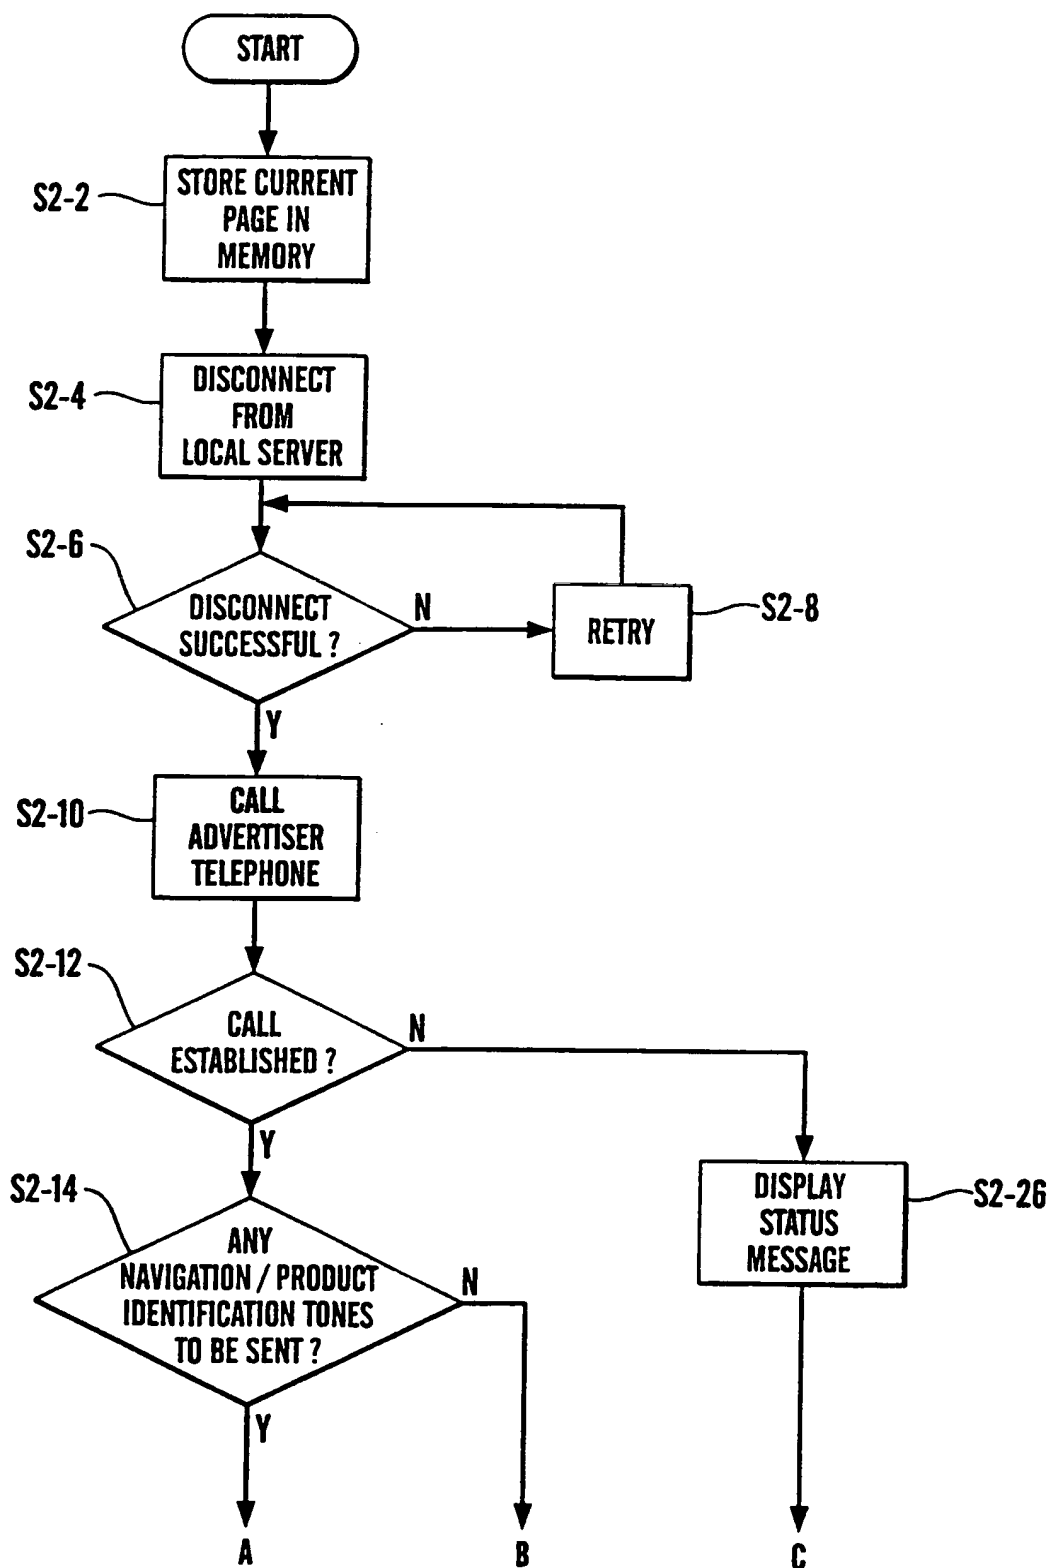 START
S2-2
STORE CURRENT
PAGE IN
MEMORY
S2-4
DISCONNECT
FROM
LOCAL SERVER
S2-6
DISCONNECT
SUCCESSFUL ?
N
RETRY
S2-8
Y
S2-10
CALL
ADVERTISER
TELEPHONE
S2-12
CALL
ESTABLISHED ?
N
Y
S2-14
ANY
NAVIGATION / PRODUCT
IDENTIFICATION TONES
TO BE SENT ?
N
Y
DISPLAY
STATUS
MESSAGE
S2-26
A
B
C